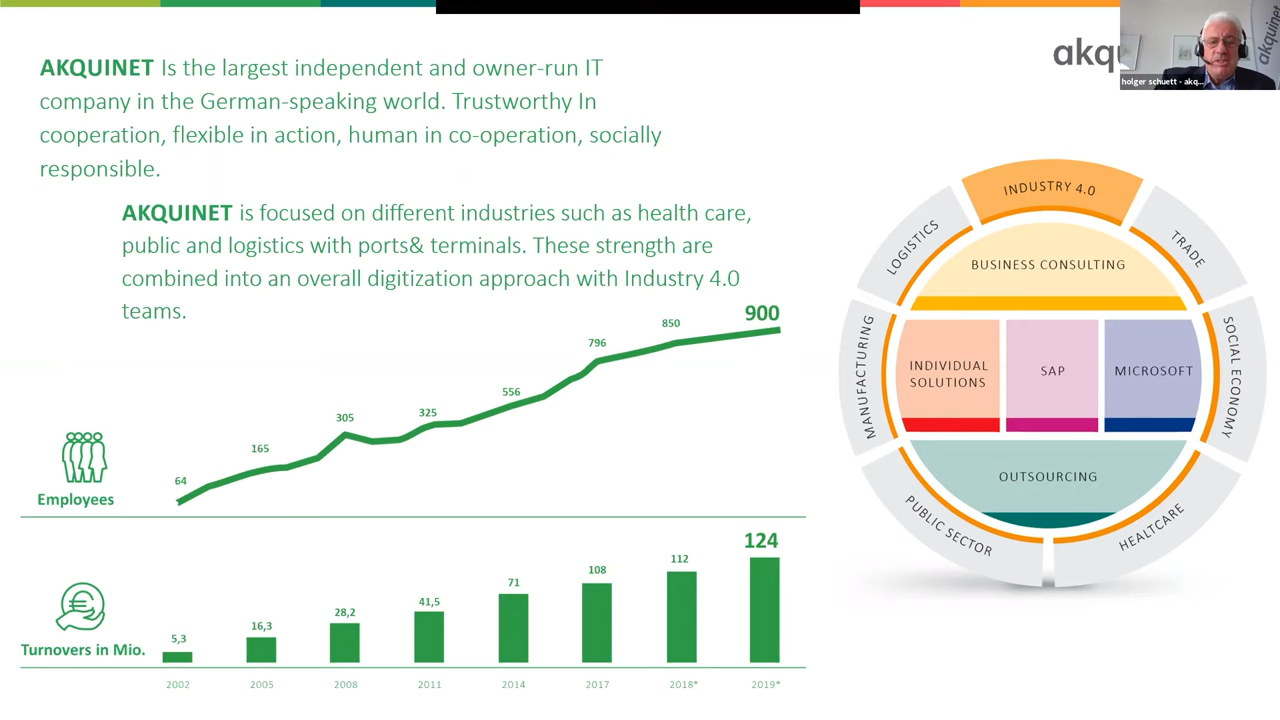 AKQUINET Is the largest independent and owner-run IT
company in the German-speaking world. Trustworthy In
cooperation, flexible in action, human in co-operation, socially
responsible.
AKQUINET is focused on different industries such as health care,
public and logistics with ports& terminals. These strength are
combined into an overall digitization approach with Industry 4.0
teams.
akqu
holger schuett - akq...
akquinet
64
165
305
325
556
796
850
900
Employees
5,3
16,3
28,2
41,5
71
108
112
124
Turnovers in Mio.
2002
2005
2008
2011
2014
2017
2018*
2019*
INDUSTRY 4.0
LOGISTICS
TRADE
MANUFACTURING
SOCIAL ECONOMY
PUBLIC SECTOR
HEALTCARE
BUSINESS CONSULTING
INDIVIDUAL
SOLUTIONS
SAP
MICROSOFT
OUTSOURCING